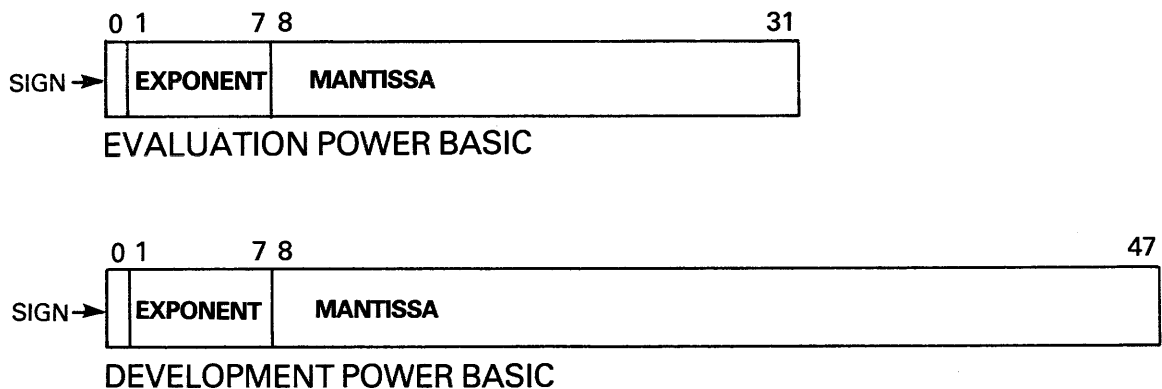 0 1 7 8 31
SIGN EXPONENT MANTISSA
EVALUATION POWER BASIC
0 1 7 8 47
SIGN EXPONENT MANTISSA
DEVELOPMENT POWER BASIC